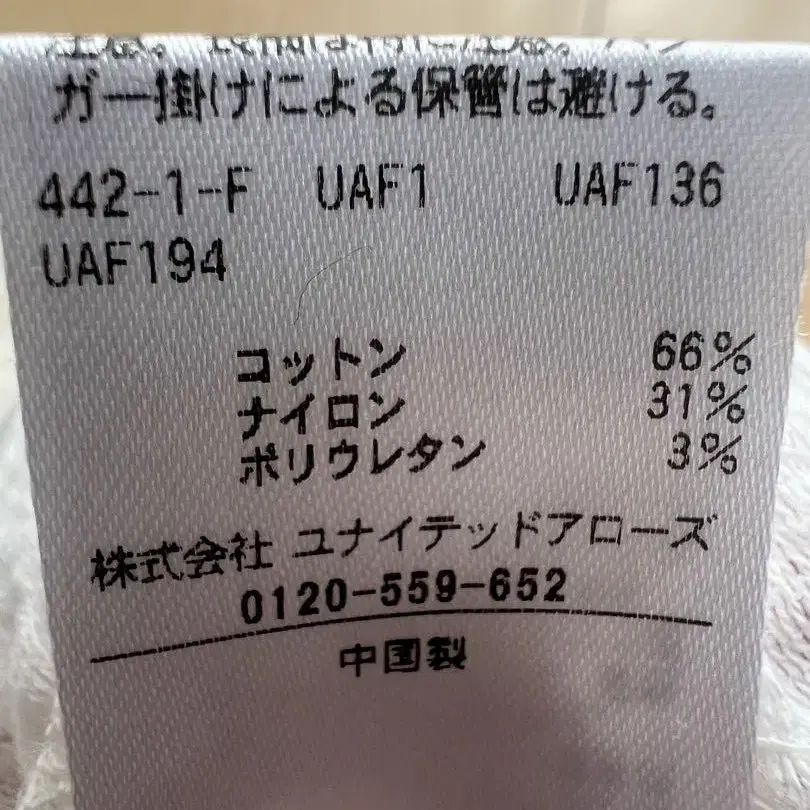 ガー掛けによる保管は避ける。
442-1-F UAF1 UAF136
UAF194
コットン 66%
ナイロン 31%
ポリウレタン 3%
株式会社 ユナイテッドアローズ
0120-559-652
中国製